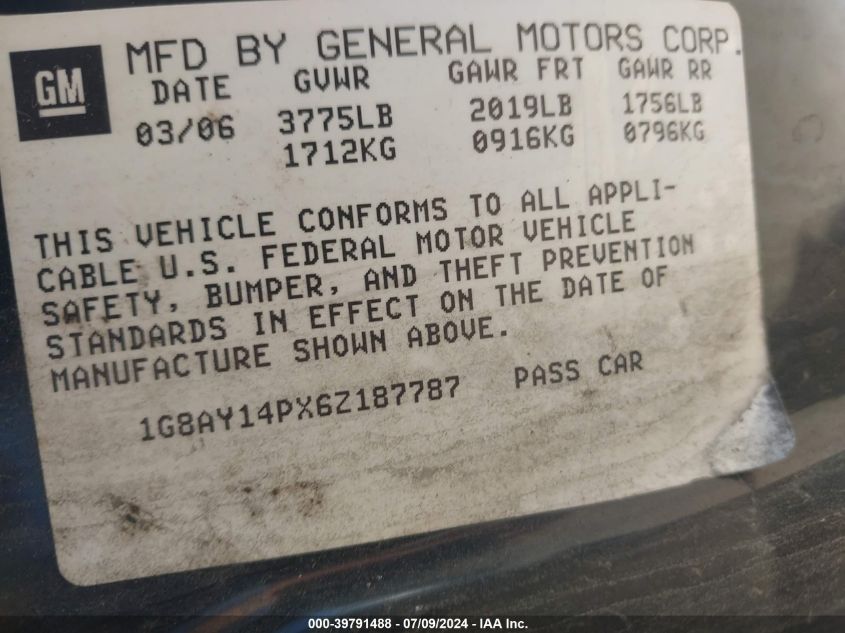 GM
MFD BY GENERAL MOTORS CORP.
DATE GVWR GAWR FRT GAWR RR
03/06 3775LB 2019LB 1756LB
1712KG 0916KG 0796KG
THIS VEHICLE CONFORMS TO ALL APPLI-
CABLE U.S. FEDERAL MOTOR VEHICLE
SAFETY, BUMPER, AND THEFT PREVENTION
STANDARDS IN EFFECT ON THE DATE OF
MANUFACTURE SHOWN ABOVE.
1G8AY14PX6Z187787 PASS CAR
000-39791488 - 07/09/2024 - IAA Inc.